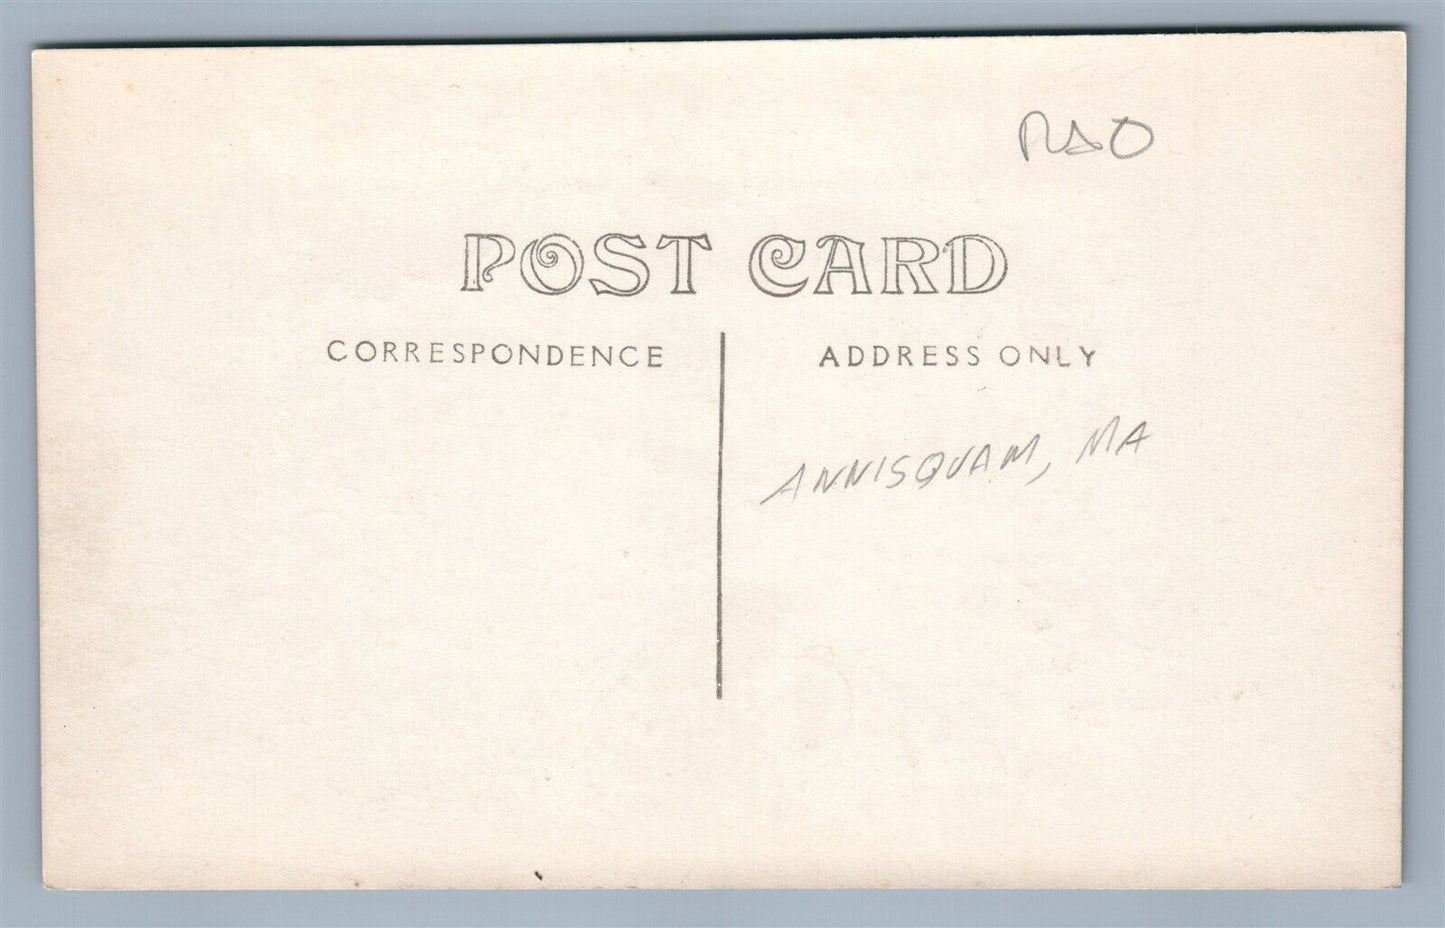 POST CARD
CORRESPONDENCE
ADDRESS ONLY
ANNISQUAM, MA